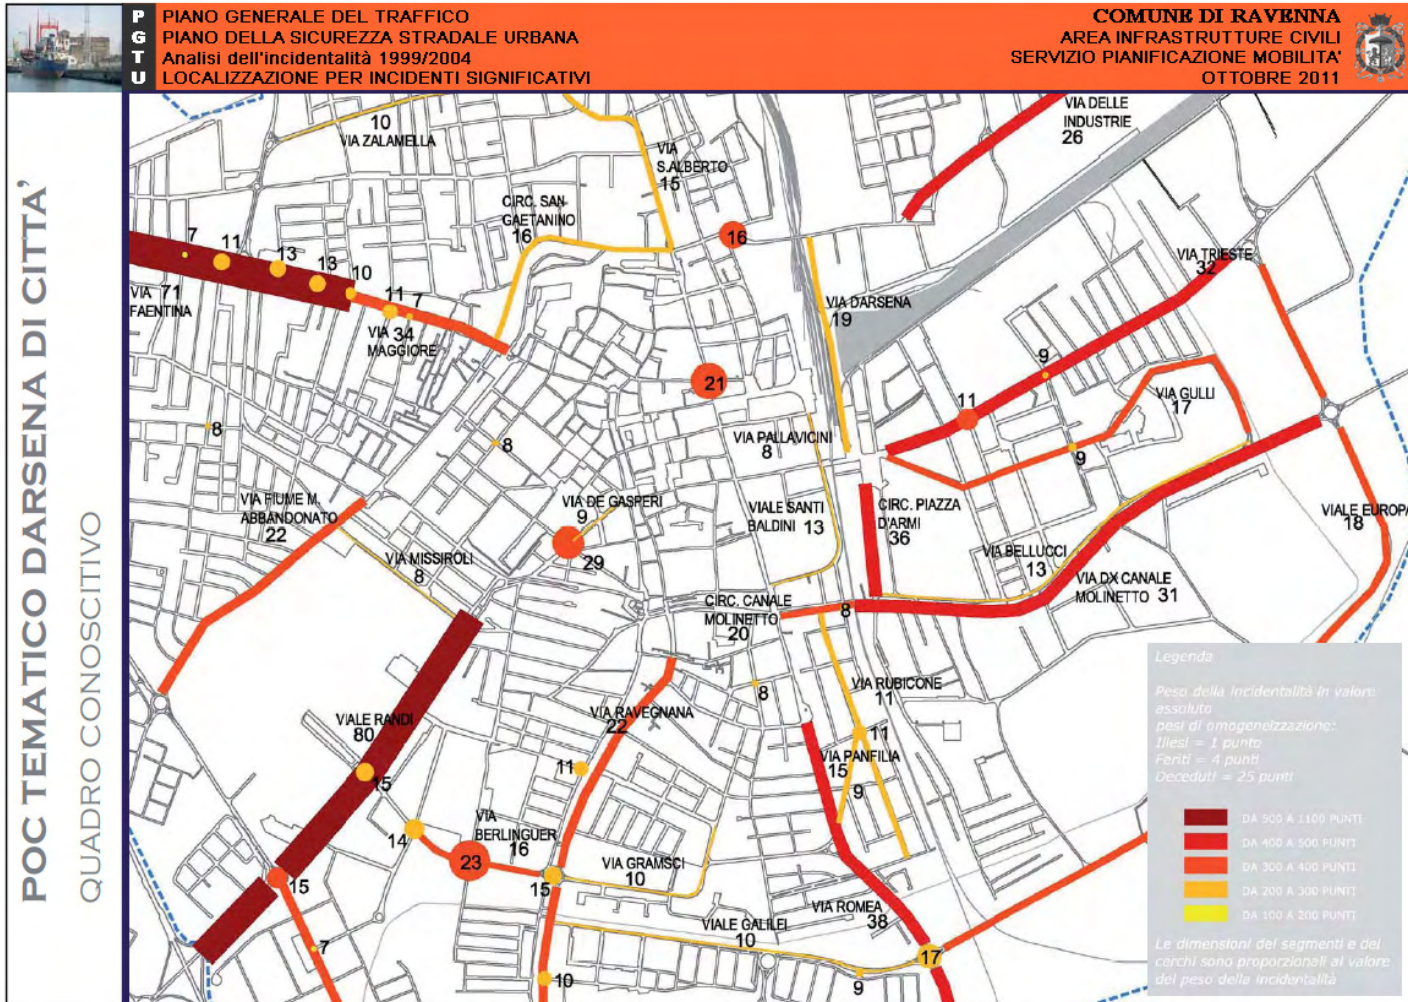 P
G
T
U
PIANO GENERALE DEL TRAFFICO
PIANO DELLA SICUREZZA STRADALE URBANA
Analisi dell'incidentalità 1999/2004
LOCALIZZAZIONE PER INCIDENTI SIGNIFICATIVI
COMUNE DI RAVENNA
AREA INFRASTRUTTURE CIVILI
SERVIZIO PIANIFICAZIONE MOBILITA'
OTTOBRE 2011
POC TEMATICO DARSENA DI CITTA'
QUADRO CONOSCITIVO
10
VIA ZALAMELLA
VIA
S.ALBERTO
15
VIA DELLE
INDUSTRIE
26
CIRC. SAN
GAETANINO
16
16
7
11
13
13
10
11
7
VIA 71
FAENTINA
VIA 34
MAGGIORE
VIA TRIESTE
32
VIA DARSENA
19
9
21
11
VIA GULLI
17
8
8
VIA PALLAVICINI
8
9
VIA FIUME M.
ABBANDONATO
22
VIA DE GASPERI
9
29
VIALE SANTI
BALDINI 13
CIRC. PIAZZA
D'ARMI
36
VIALE EUROPA
18
VIA MISSIROLI
8
VIA BELLUCCI
13
VIA DX CANALE
MOLINETTO 31
CIRC. CANALE
MOLINETTO
20
8
8
VIA RUBICONE
11
VIALE RANDI
80
VIA RAVEGNANA
22
11
VIA PANFILIA
15
9
15
11
14
VIA
BERLINGUER
16
23
15
VIA GRAMSCI
10
15
VIA ROMEA
38
VIALE GALILEI
10
7
10
9
17
Legenda
Peso della incidentalità in valore
assoluto
pesi di omogeneizzazione:
Illesi = 1 punto
Feriti = 4 punti
Deceduti = 25 punti
DA 500 A 1100 PUNTI
DA 400 A 500 PUNTI
DA 300 A 400 PUNTI
DA 200 A 300 PUNTI
DA 100 A 200 PUNTI
Le dimensioni dei segmenti e dei
cerchi sono proporzionali al valore
del peso della incidentalità